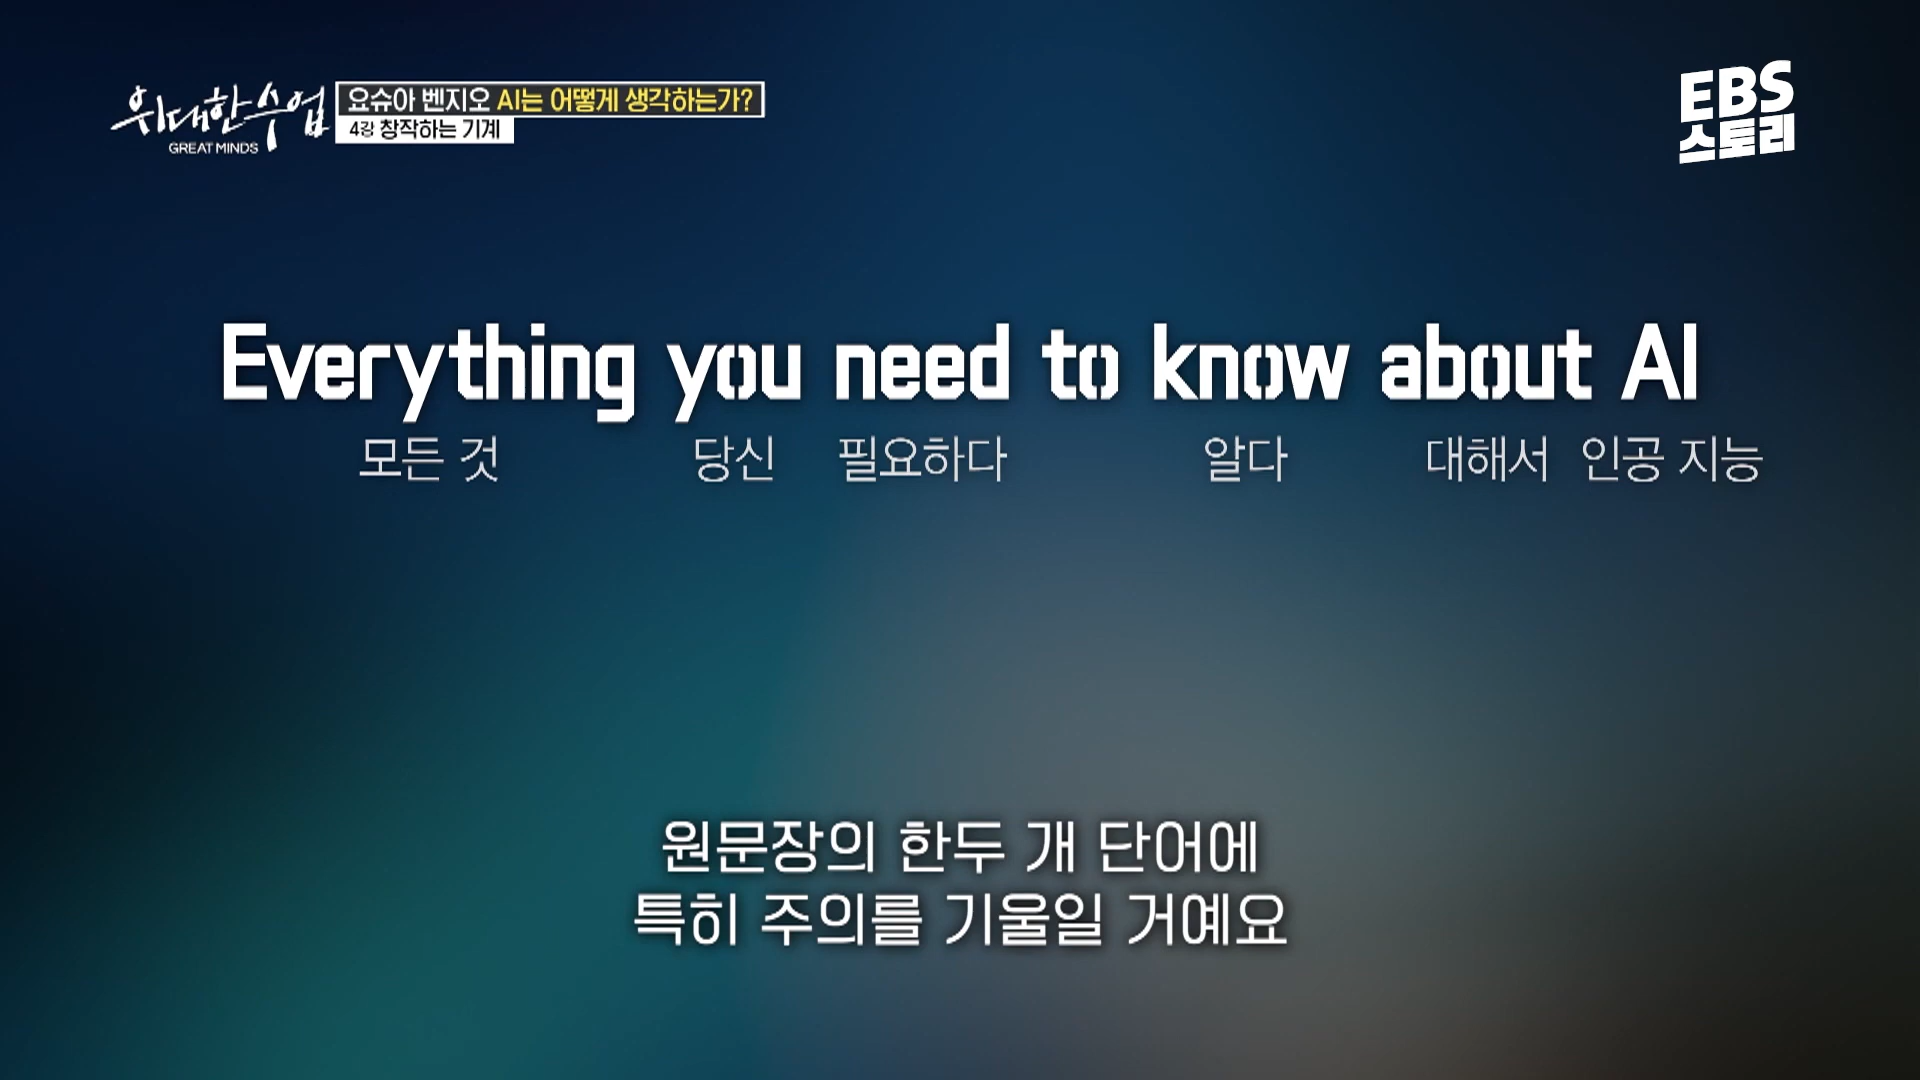 위대한 수업
GREAT MINDS
요슈아 벤지오 AI는 어떻게 생각하는가?
4강 창작하는 기계
EBS
스토리
Everything you need to know about AI
모든 것 당신 필요하다 알다 대해서 인공 지능
원문장의 한두 개 단어에
특히 주의를 기울일 거예요